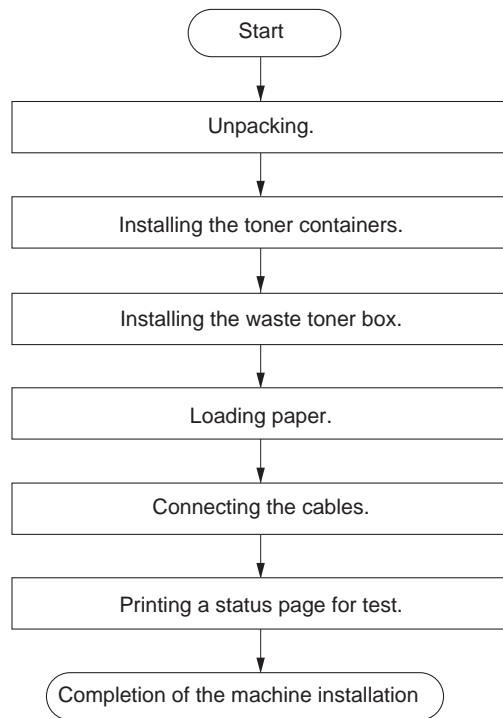 Start
Unpacking.
Installing the toner containers.
Installing the waste toner box.
Loading paper.
Connecting the cables.
Printing a status page for test.
Completion of the machine installation